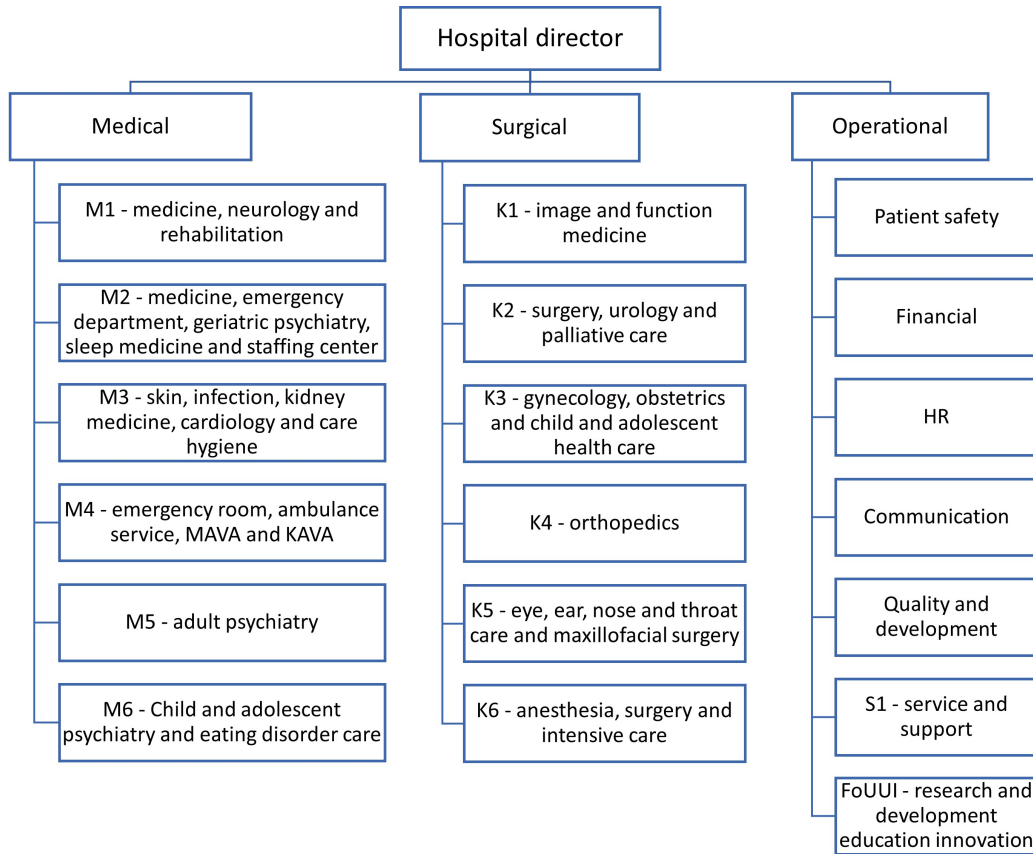 Hospital director
Medical
Surgical
Operational
M1 - medicine, neurology and
rehabilitation
M2 - medicine, emergency
department, geriatric psychiatry,
sleep medicine and staffing center
M3 - skin, infection, kidney
medicine, cardiology and care
hygiene
M4 - emergency room, ambulance
service, MAVA and KAVA
M5 - adult psychiatry
M6 - Child and adolescent
psychiatry and eating disorder care
K1 - image and function
medicine
K2 - surgery, urology and
palliative care
K3 - gynecology, obstetrics
and child and adolescent
health care
K4 - orthopedics
K5 - eye, ear, nose and throat
care and maxillofacial surgery
K6 - anesthesia, surgery and
intensive care
Patient safety
Financial
HR
Communication
Quality and
development
S1 - service and
support
FoUUI - research and
development
education innovation